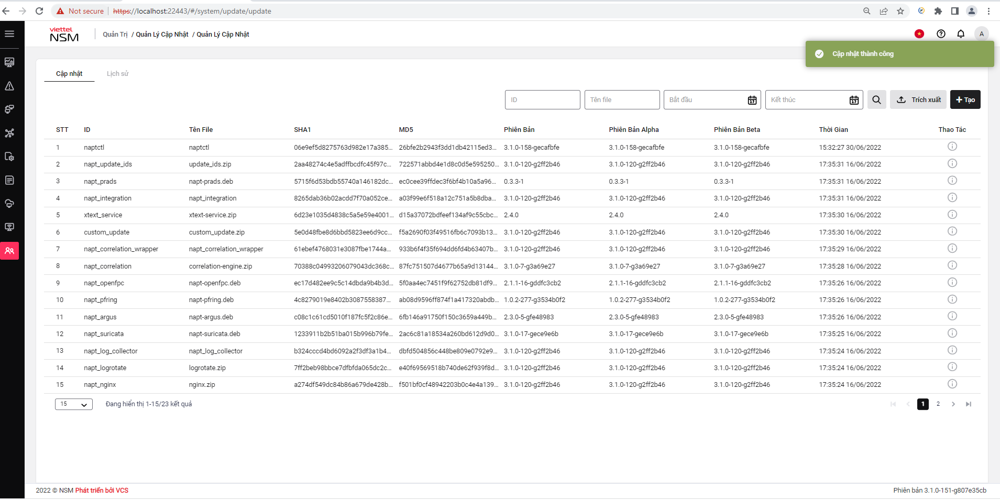 Not secure | https://localhost:22443/#/system/update/update
viettel
NSM
Quản Trị / Quản Lý Cập Nhật / Quản Lý Cập Nhật
A
Cập nhật thành công
Cập nhật Lịch sử
ID Tên file Bắt đầu 17 Kết thúc 17 Trích xuất + Tạo
STT ID Tên File SHA1 MD5 Phiên Bản Phiên Bản Alpha Phiên Bản Beta Thời Gian Thao Tác
1 naptctl naptctl 06e9ef5d8275763d982e17a385... 26bfe2b2943f3dd1db42115ed3... 3.1.0-158-gecafbfe 3.1.0-158-gecafbfe 3.1.0-158-gecafbfe 15:32:27 30/06/2022
2 napt_update_ids update_ids.zip 2aa48274c4e5adffbcdfc45f97c... 722571abbd4e1d8c0d5e595250... 3.1.0-120-g2ff2b46 3.1.0-120-g2ff2b46 3.1.0-120-g2ff2b46 17:35:31 16/06/2022
3 napt_prads napt-prads.deb 5715f6d53bdb55740a146182dc... ec0cee39ffdec3f6bf4b10a5a96... 0.3.3-1 0.3.3-1 0.3.3-1 17:35:31 16/06/2022
4 napt_integration napt_integration 8265dab36b02acdd7f70a052ce... a03f99e6f518a12c751a5b8dba... 3.1.0-120-g2ff2b46 3.1.0-120-g2ff2b46 3.1.0-120-g2ff2b46 17:35:31 16/06/2022
5 xtext_service xtext-service.zip 6d23e1035d4838c5a5e59e4001... d15a37072bdfeef134af9c55cbc... 2.4.0 2.4.0 2.4.0 17:35:30 16/06/2022
6 custom_update custom_update.zip 5e0d48fbe8d6bbd5823ee6d9cc... f5a2690f03f49516fb6c7093b13... 3.1.0-120-g2ff2b46 3.1.0-120-g2ff2b46 3.1.0-120-g2ff2b46 17:35:30 16/06/2022
7 napt_correlation_wrapper napt_correlation_wrapper 61ebef4768031e3087fbe1744a... 933b6f4f35f694dd6fd4b63407b... 3.1.0-120-g2ff2b46 3.1.0-120-g2ff2b46 3.1.0-120-g2ff2b46 17:35:29 16/06/2022
8 napt_correlation correlation-engine.zip 70388c04993206079043dc368c... 87fc751507d4677b65a9d13144... 3.1.0-7-g3a69e27 3.1.0-7-g3a69e27 3.1.0-7-g3a69e27 17:35:28 16/06/2022
9 napt_openfpc napt-openfpc.deb ec17d482ee9c5c14dbda9b4b3d... 5f0aa4ec7451f9f62752db81df9... 2.1.1-16-gddfc3cb2 2.1.1-16-gddfc3cb2 2.1.1-16-gddfc3cb2 17:35:26 16/06/2022
10 napt_pfring napt-pfring.deb 4c8279019e8402b3087558387... ab08d9596ff874f1a417320abdb... 1.0.2-277-g3534b0f2 1.0.2-277-g3534b0f2 1.0.2-277-g3534b0f2 17:35:26 16/06/2022
11 napt_argus napt-argus.deb c08c1c61cd5010f187fc5f2c86e... 6fb146a91750f150c3659a449b... 2.3.0-5-gfe48983 2.3.0-5-gfe48983 2.3.0-5-gfe48983 17:35:26 16/06/2022
12 napt_suricata napt-suricata.deb 1233911b2b51ba015b996b79fe... 2ac6c81a18534a260bd612d9d0... 3.1.0-17-gece9e6b 3.1.0-17-gece9e6b 3.1.0-17-gece9e6b 17:35:25 16/06/2022
13 napt_log_collector napt_log_collector b324cccd4bd6092a2f3df3a1b4... dbfd504856c448be809e0792e9... 3.1.0-120-g2ff2b46 3.1.0-120-g2ff2b46 3.1.0-120-g2ff2b46 17:35:24 16/06/2022
14 napt_logrotate logrotate.zip 7ff2beb98bbce7dfbfda065dc2c... e40f69569518b740de62f939f8d... 3.1.0-120-g2ff2b46 3.1.0-120-g2ff2b46 3.1.0-120-g2ff2b46 17:35:24 16/06/2022
15 napt_nginx nginx.zip a274df549dc84b86a679de428b... f501bf0cf48942203b0c4e4a139... 3.1.0-120-g2ff2b46 3.1.0-120-g2ff2b46 3.1.0-120-g2ff2b46 17:35:24 16/06/2022
15 Đang hiển thị 1-15/23 kết quả 1 2
2022 © NSM Phát triển bởi VCS Phiên bản 3.1.0-151-g807e35cb